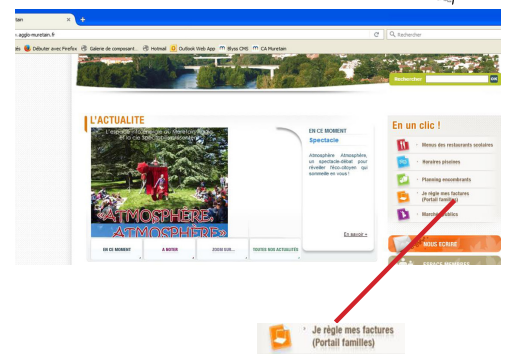 .agglo-muretain.fr
Rechercher
Débuter avec Firefox
Galerie de composant...
Hotmail
Outlook Web App
Elyss CMS
CA Muretain
Rechercher
OK
L'ACTUALITE
«ATMOSPHÈRE,
ATMOSPHÈRE»
EN CE MOMENT
A NOTER
ZOOM SUR...
TOUTES NOS ACTUALITÉS
EN CE MOMENT
Spectacle
Atmosphère Atmosphère,
un spectacle-débat pour
réveiller l'éco-citoyen qui
sommeille en vous !
En savoir +
En un clic !
Menus des restaurants scolaires
Horaires piscines
Planning encombrants
Je règle mes factures
(Portail familles)
Marchés publics
NOUS ECRIRE
ESPACE MEMBRES
Je règle mes factures
(Portail familles)